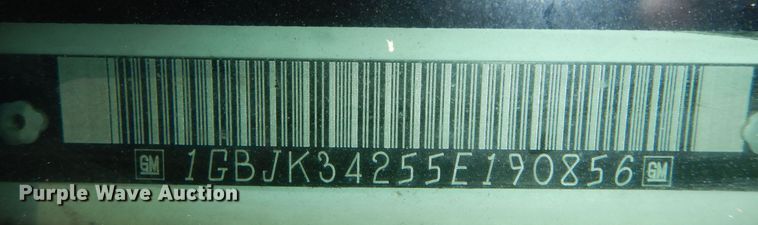 GM 1GBJK34255E190856 GM
Purple Wave Auction